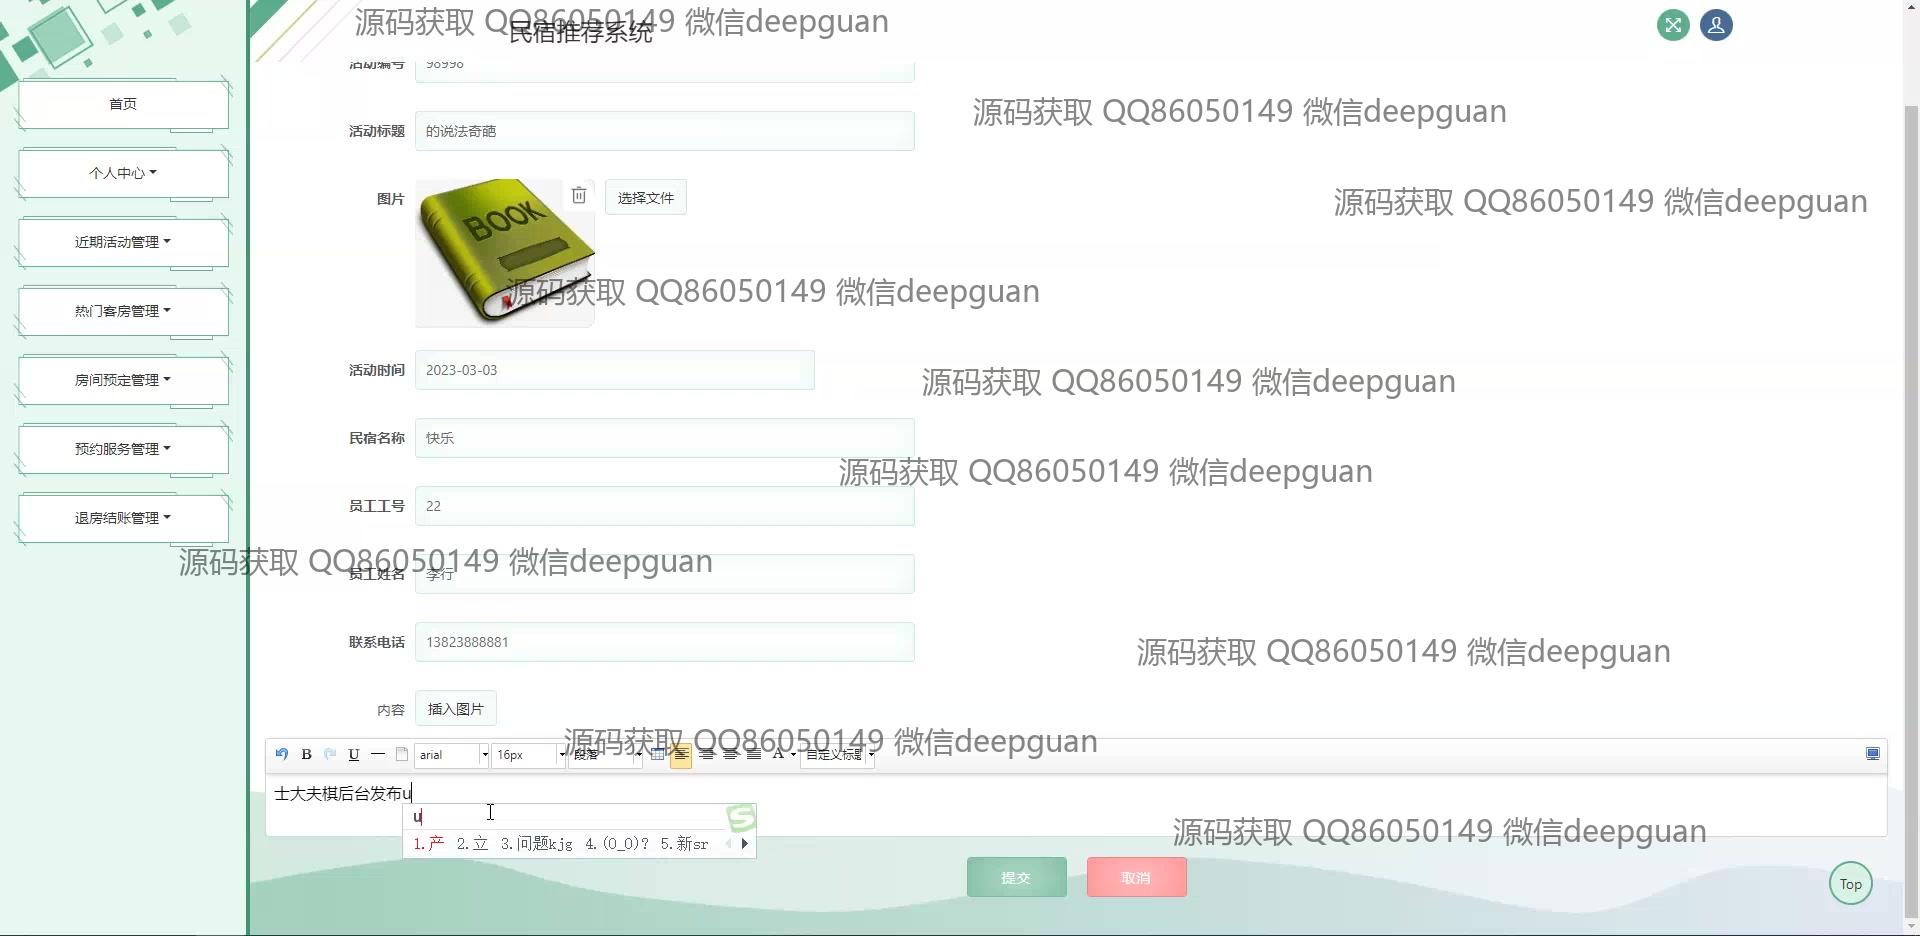 源码获取 QQ86050149 微信deepguan
民宿推荐系统
首页
个人中心
近期活动管理
热门客房管理
房间预定管理
预约服务管理
退房结账管理
活动编号 98998
源码获取 QQ86050149 微信deepguan
活动标题 的说法奇葩
图片 BOOK 选择文件
源码获取 QQ86050149 微信deepguan
源码获取 QQ86050149 微信deepguan
活动时间 2023-03-03
源码获取 QQ86050149 微信deepguan
民宿名称 快乐
源码获取 QQ86050149 微信deepguan
员工工号 22
源码获取 QQ86050149 微信deepguan
员工姓名 李行
联系电话 13823888881
源码获取 QQ86050149 微信deepguan
内容 插入图片
源码获取 QQ86050149 微信deepguan
B U arial 16px 段落 A 自定义标题
士大夫棋后台发布u
u
1.产 2.立 3.问题kjg 4.(O_O)? 5.新sr
源码获取 QQ86050149 微信deepguan
提交 取消
Top